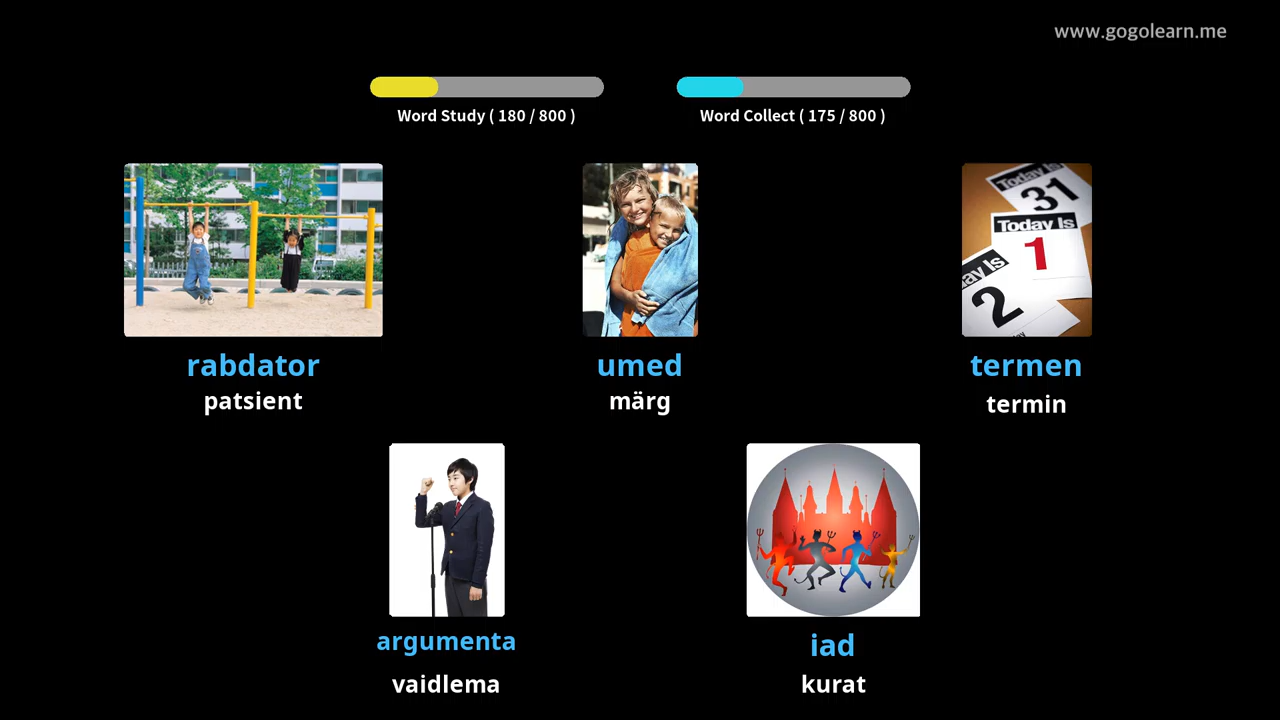 www.gogolearn.me
Word Study ( 180 / 800 )
Word Collect ( 175 / 800 )
Today Is
31
Today Is
1
ay Is
2
rabdator
umed
termen
patsient
märg
termin
argumenta
iad
vaidlema
kurat